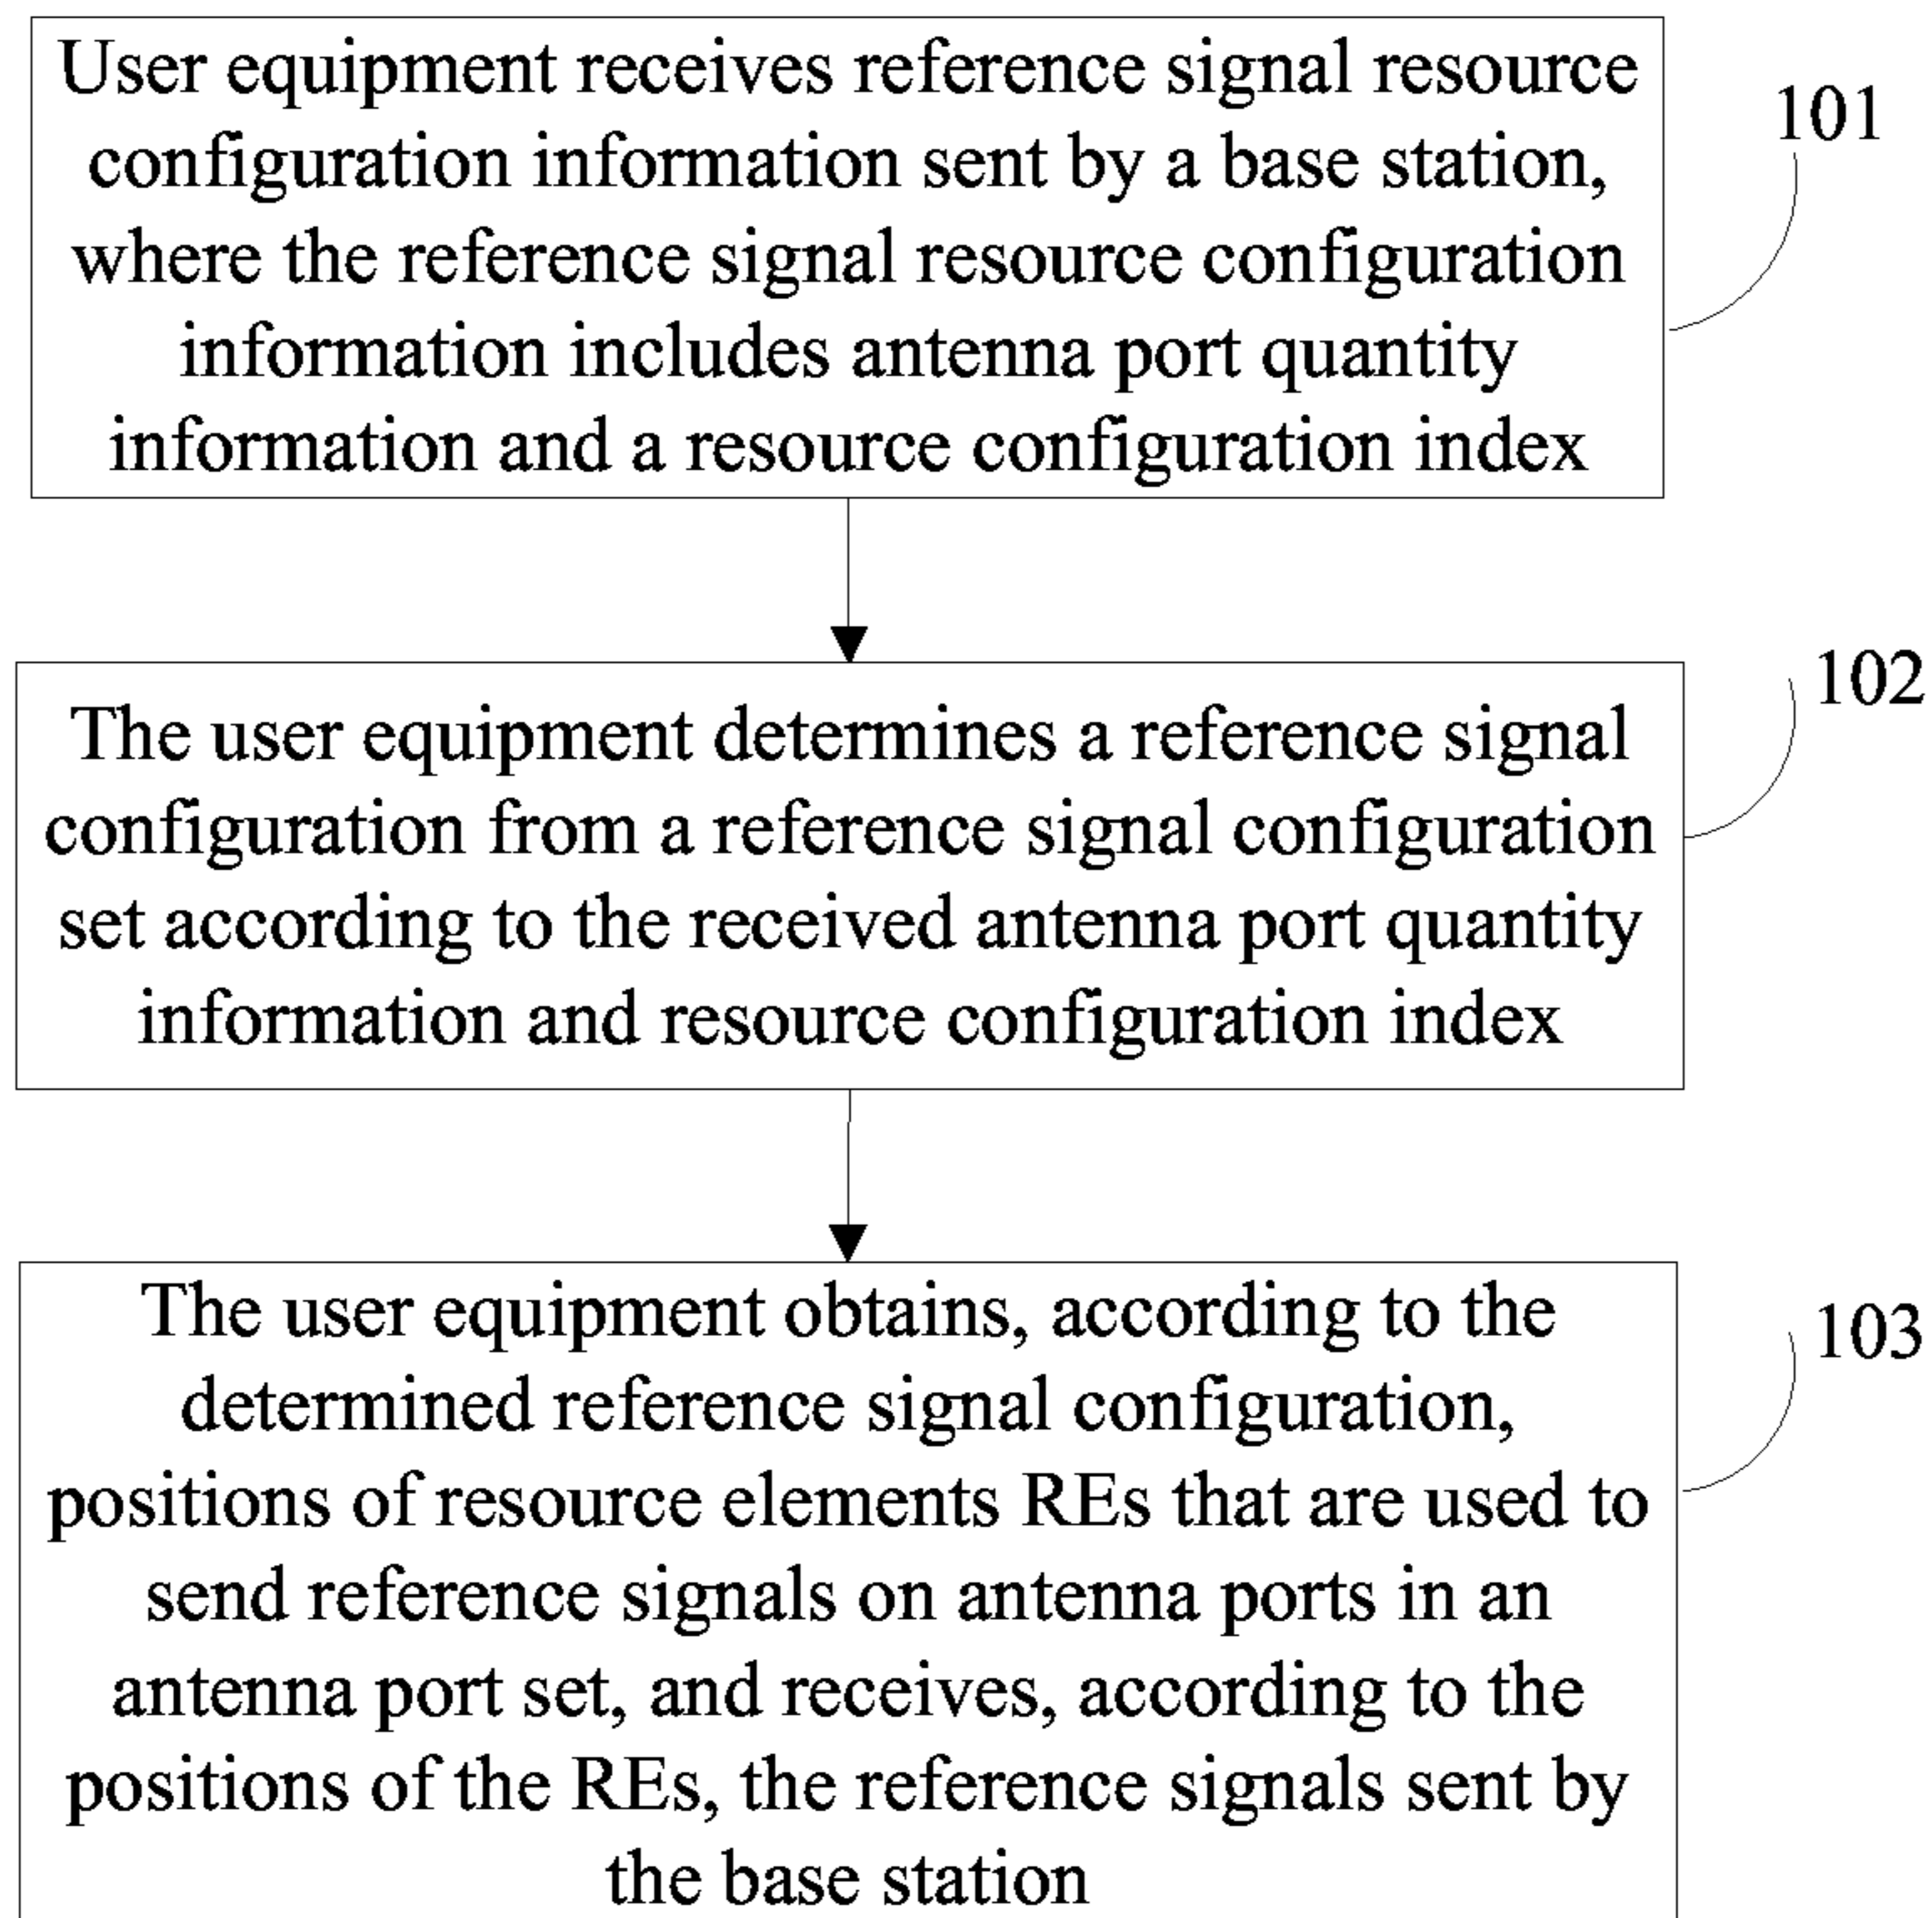 User equipment receives reference signal resource
configuration information sent by a base station,
where the reference signal resource configuration
information includes antenna port quantity
information and a resource configuration index
101
The user equipment determines a reference signal
configuration from a reference signal configuration
set according to the received antenna port quantity
information and resource configuration index
102
The user equipment obtains, according to the
determined reference signal configuration,
positions of resource elements REs that are used to
send reference signals on antenna ports in an
antenna port set, and receives, according to the
positions of the REs, the reference signals sent by
the base station
103